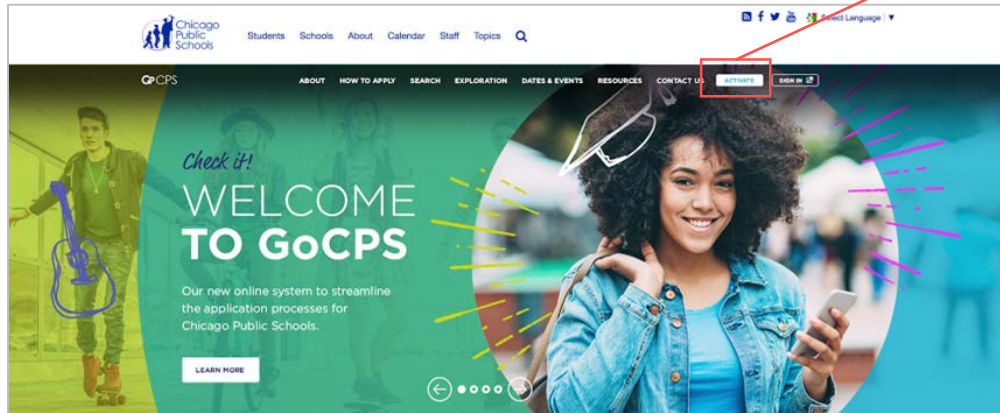 Chicago
Public
Schools
Students Schools About Calendar Staff Topics
Select Language
GoCPS
ABOUT HOW TO APPLY SEARCH EXPLORATION DATES & EVENTS RESOURCES CONTACT US ACTIVATE SIGN IN
Check it!
WELCOME
TO GoCPS
Our new online system to streamline
the application processes for
Chicago Public Schools.
LEARN MORE